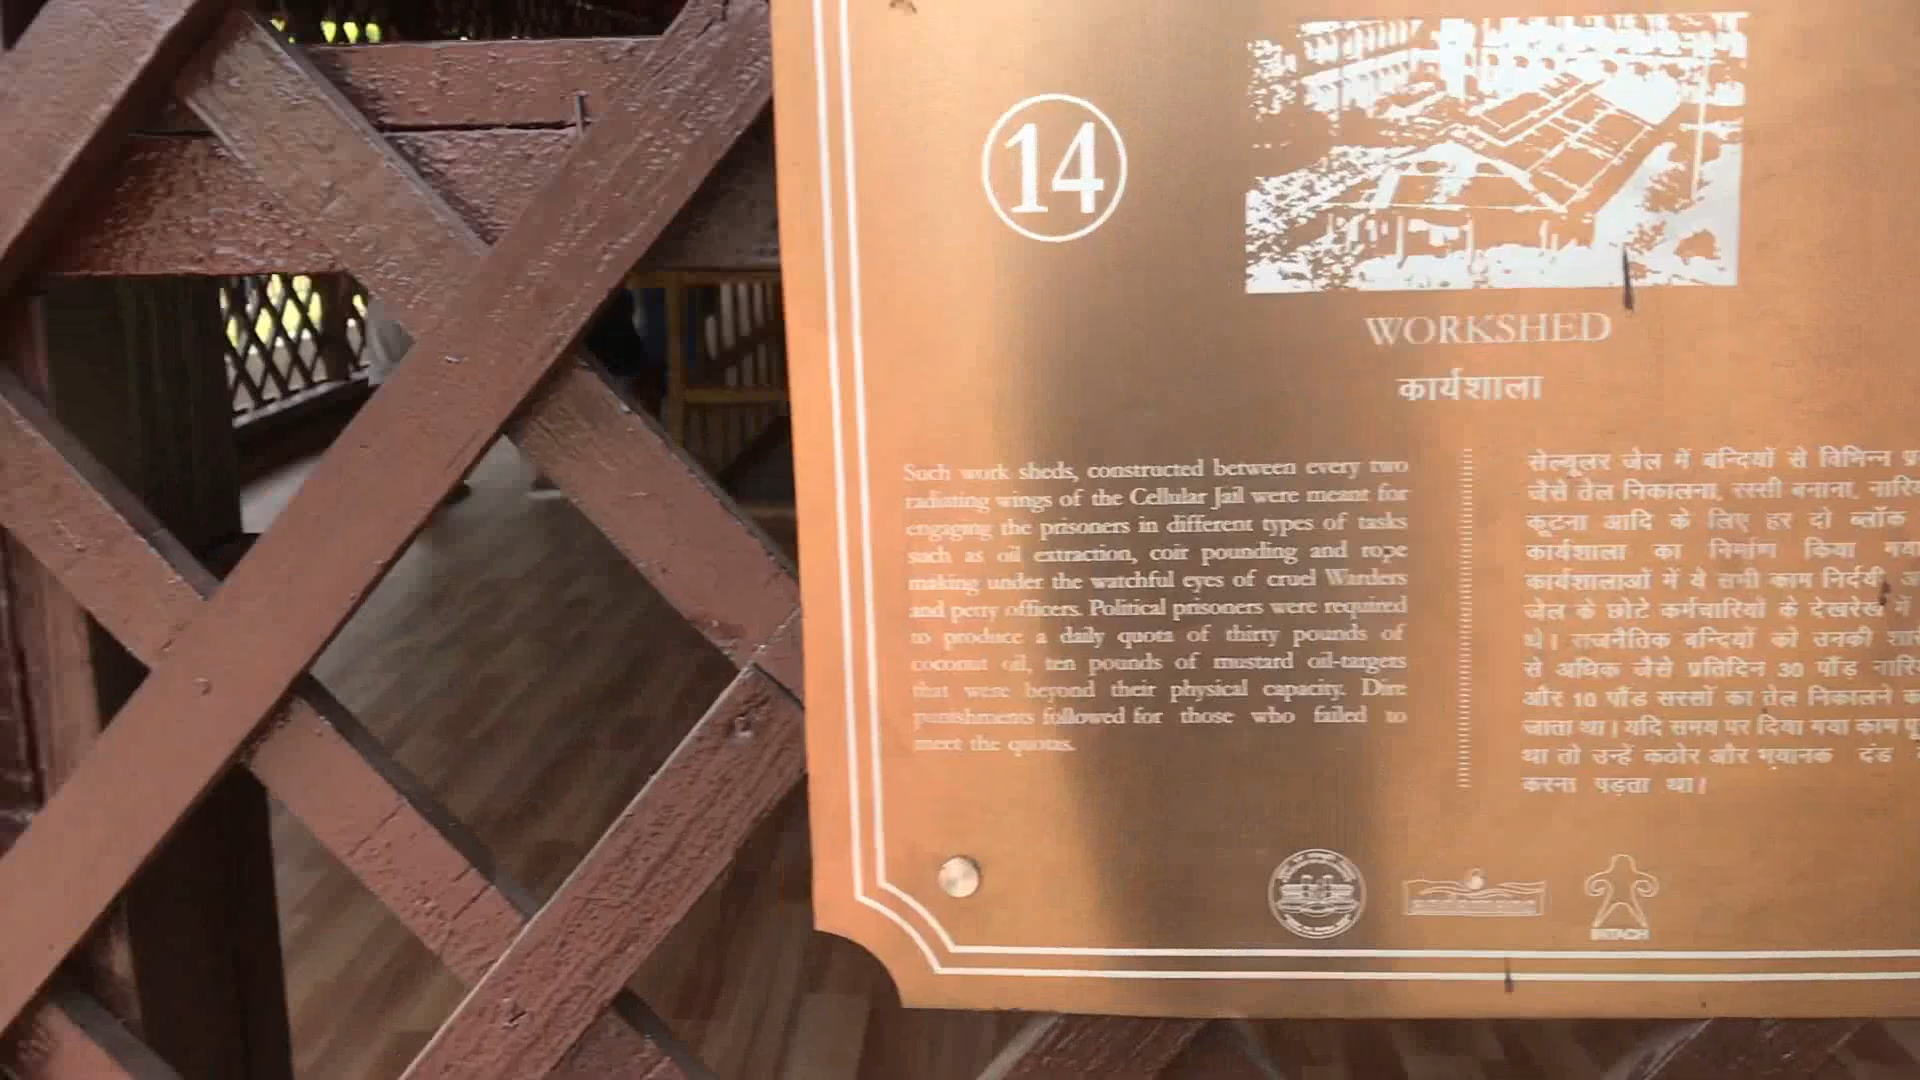 14
WORKSHED
कार्यशाला
Such work sheds, constructed between every two
radiating wings of the Cellular Jail were meant for
engaging the prisoners in different types of tasks
such as oil extraction, coir pounding and rope
making under the watchful eyes of cruel Warders
and petty officers. Political prisoners were required
to produce a daily quota of thirty pounds of
coconut oil, ten pounds of mustard oil-targets
that were beyond their physical capacity. Dire
punishments followed for those who failed to
meet the quotas.
सेल्यूलर जेल में बन्दियों से विभिन्न
जैसे तेल निकालना, रस्सी बनाना,
कूटना आदि के लिए हर दो ब्लॉक
कार्यशाला का निर्माण किया
कार्यशालाओं में ये सभी काम निर्दयी
जेल के छोटे कर्मचारियों के देखरेख में
थे। राजनैतिक बन्दियों को उनकी
से अधिक जैसे प्रतिदिन 30 पौंड
और 10 पौंड सरसों का तेल निकालने
जाता था। यदि समय पर दिया गया काम
था तो उन्हें कठोर और भयानक दंड
करना पड़ता था।
INTACH